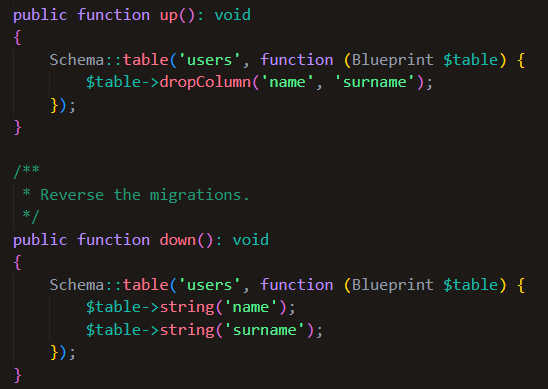 public function up(): void
{
    Schema::table('users', function (Blueprint $table) {
        $table->dropColumn('name', 'surname');
    });
}

/**
 * Reverse the migrations.
 */
public function down(): void
{
    Schema::table('users', function (Blueprint $table) {
        $table->string('name');
        $table->string('surname');
    });
}